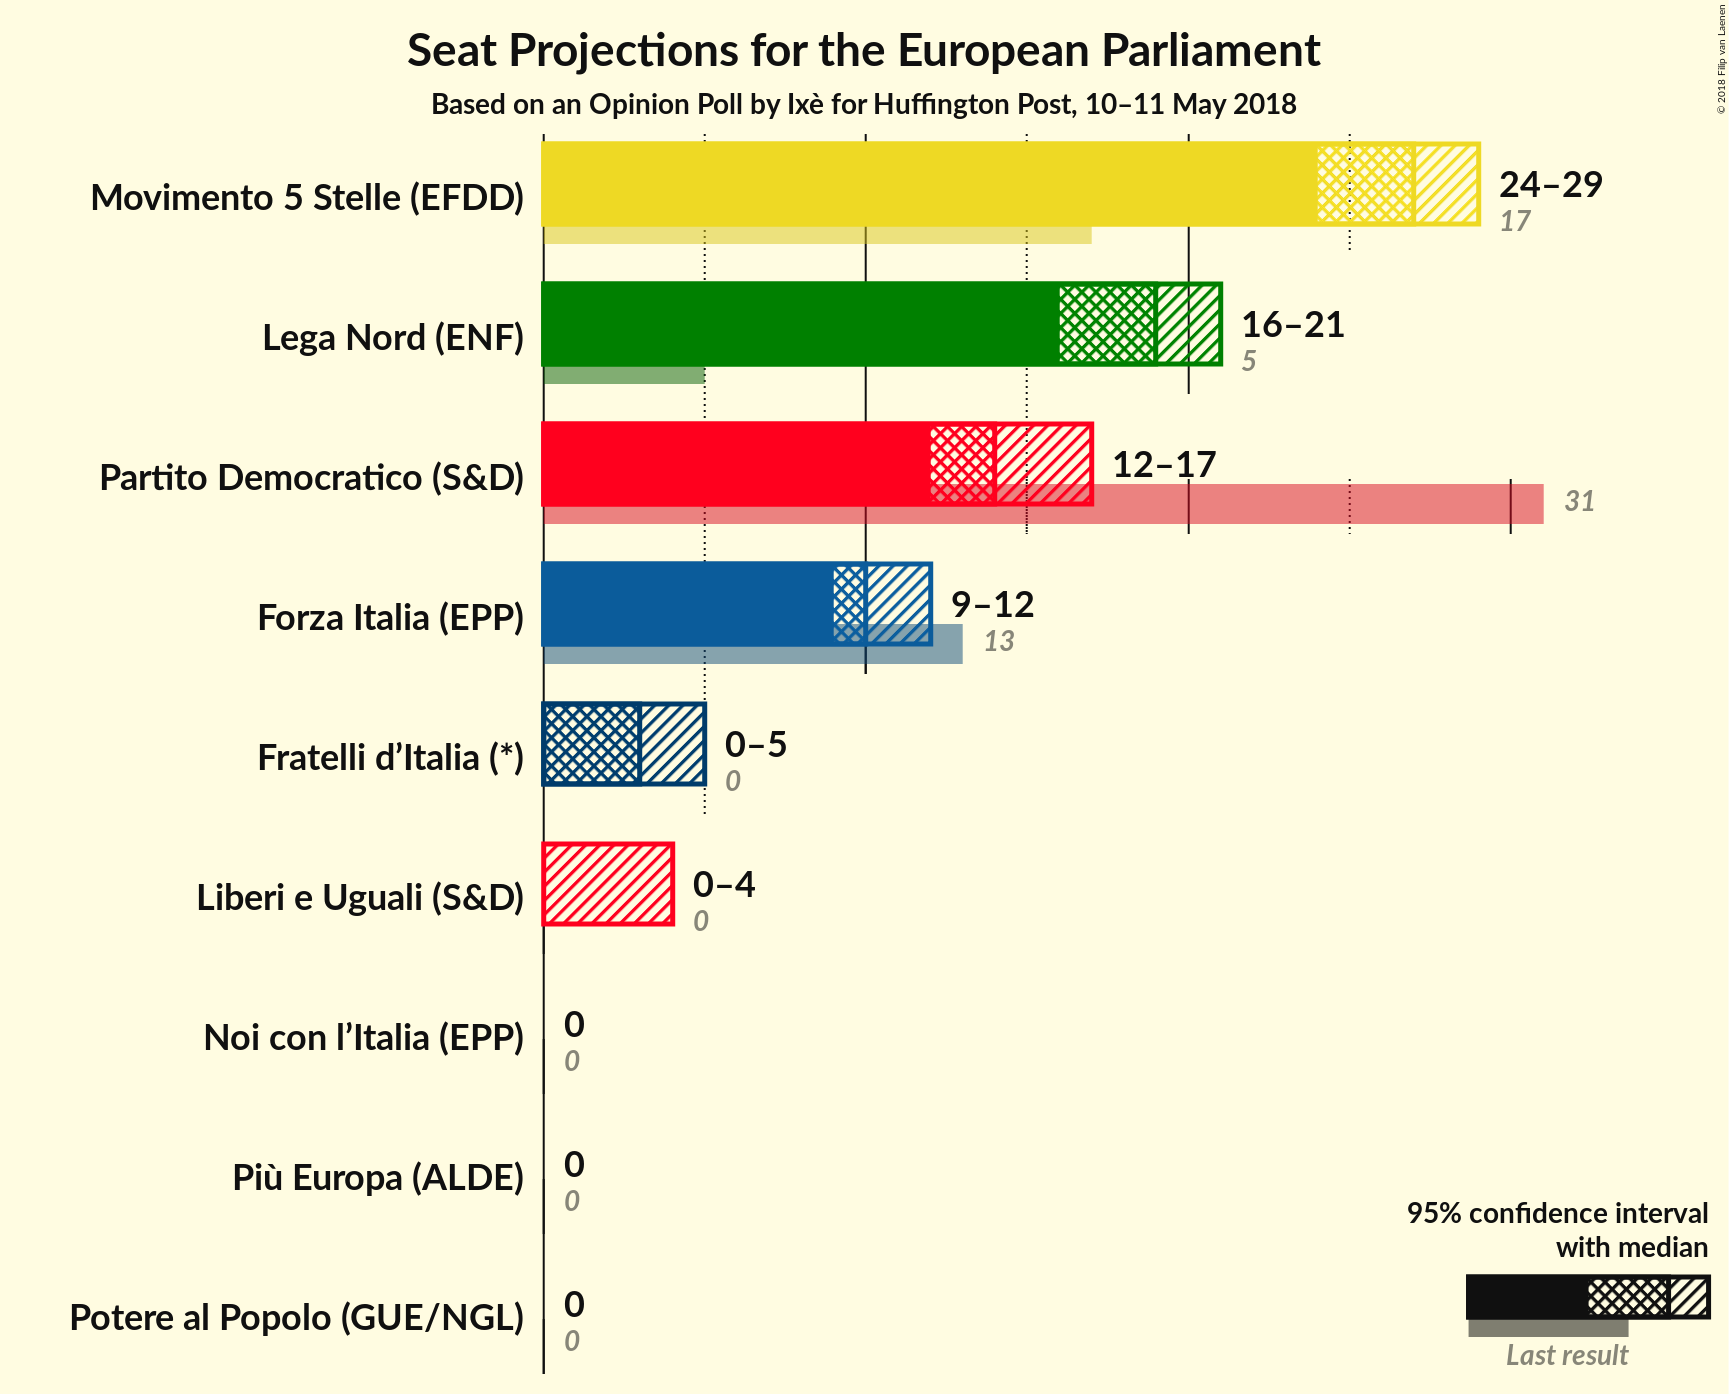 Seat Projections for the European Parliament
Based on an Opinion Poll by Ixè for Huffington Post, 10–11 May 2018
© 2018 Filip van Laenen
Movimento 5 Stelle (EFDD)
24–29
17
Lega Nord (ENF)
16–21
5
Partito Democratico (S&D)
12–17
31
Forza Italia (EPP)
9–12
13
Fratelli d’Italia (*)
0–5
0
Liberi e Uguali (S&D)
0–4
0
Noi con l’Italia (EPP)
0
0
Più Europa (ALDE)
0
0
Potere al Popolo (GUE/NGL)
0
0
95% confidence interval
with median
Last result